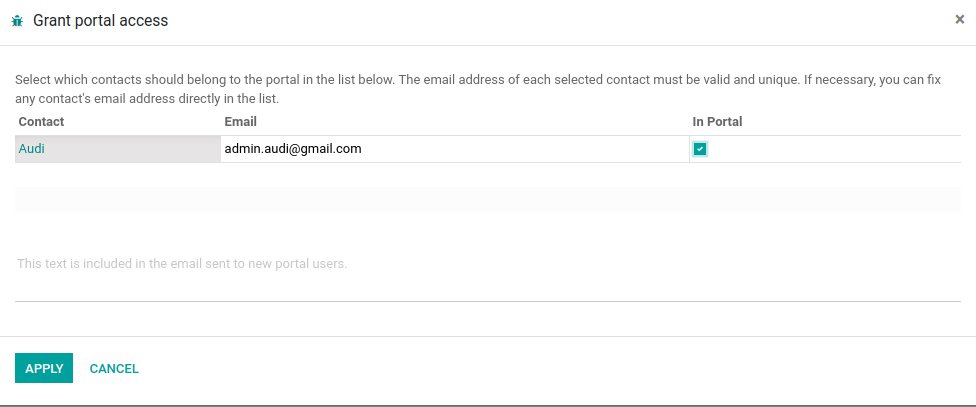 Grant portal access ×
Select which contacts should belong to the portal in the list below. The email address of each selected contact must be valid and unique. If necessary, you can fix
any contact's email address directly in the list.
Contact Email In Portal
Audi admin.audi@gmail.com
This text is included in the email sent to new portal users.
APPLY CANCEL